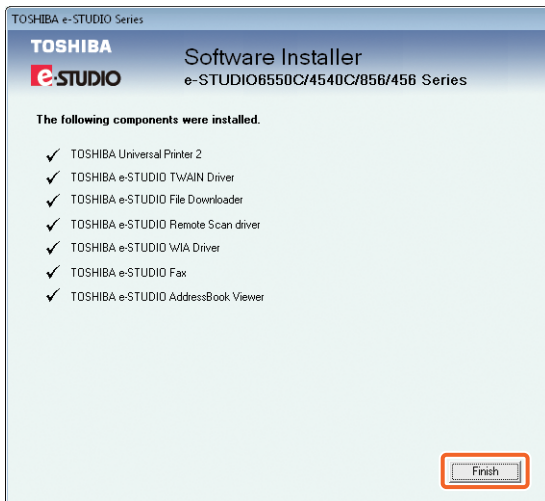 TOSHIBA e-STUDIO Series
TOSHIBA
e-STUDIO
Software Installer
e-STUDIO6550C/4540C/856/456 Series
The following components were installed.
TOSHIBA Universal Printer 2
TOSHIBA e-STUDIO TWAIN Driver
TOSHIBA e-STUDIO File Downloader
TOSHIBA e-STUDIO Remote Scan driver
TOSHIBA e-STUDIO WIA Driver
TOSHIBA e-STUDIO Fax
TOSHIBA e-STUDIO AddressBook Viewer
Finish